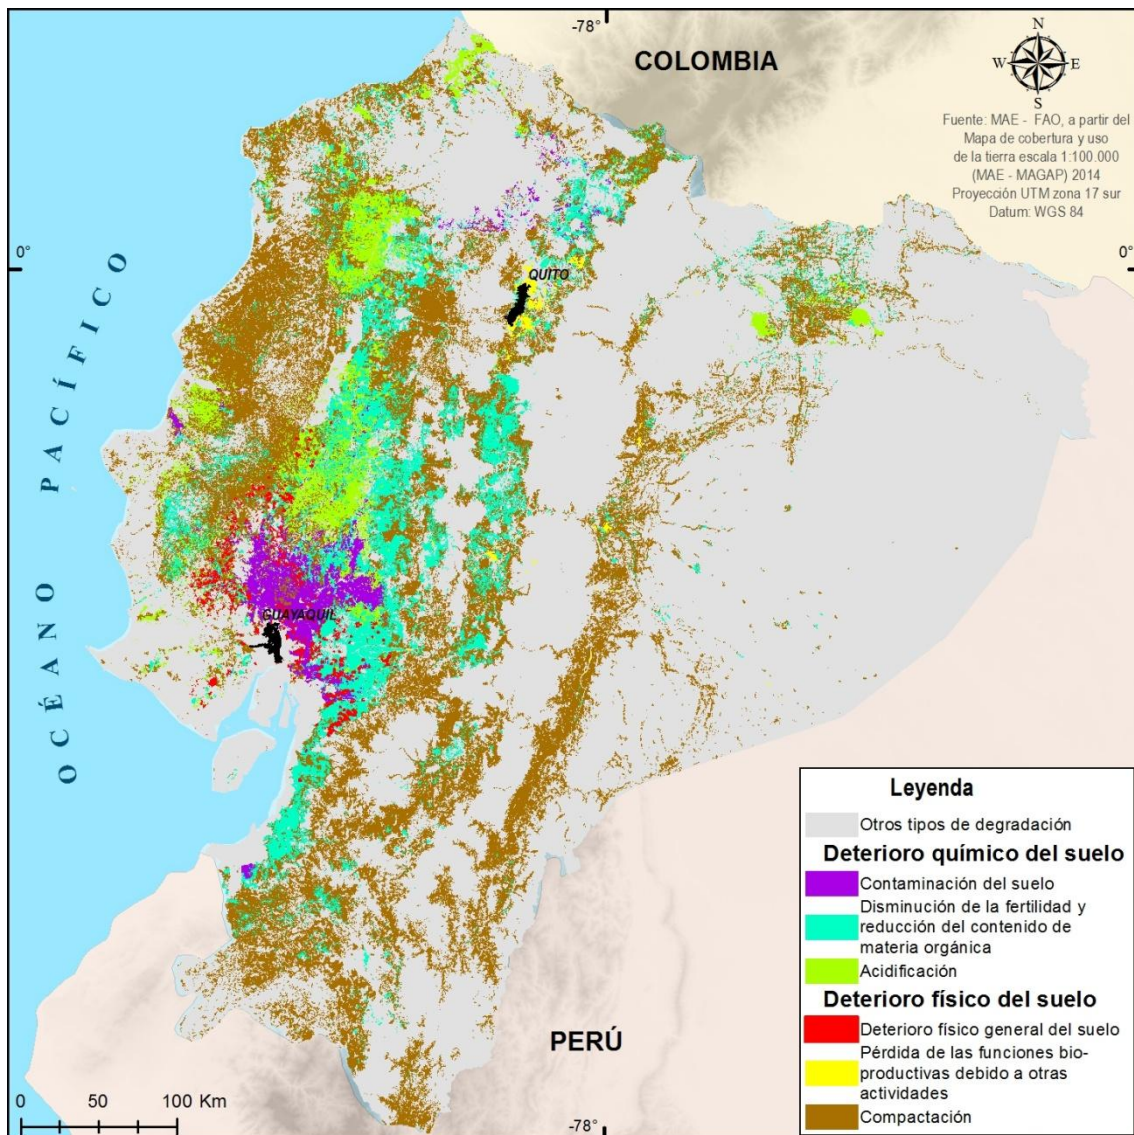 -78°
COLOMBIA
N
W E
S
Fuente: MAE - FAO, a partir del
Mapa de cobertura y uso
de la tierra escala 1:100.000
(MAE - MAGAP) 2014
Proyección UTM zona 17 sur
Datum: WGS 84
0°
0°
QUITO
OCÉANO PACÍFICO
GUAYAQUIL
PERÚ
-78°
0 50 100 Km
Leyenda
Otros tipos de degradación
Deterioro químico del suelo
Contaminación del suelo
Disminución de la fertilidad y
reducción del contenido de
materia orgánica
Acidificación
Deterioro físico del suelo
Deterioro físico general del suelo
Pérdida de las funciones bio-
productivas debido a otras
actividades
Compactación